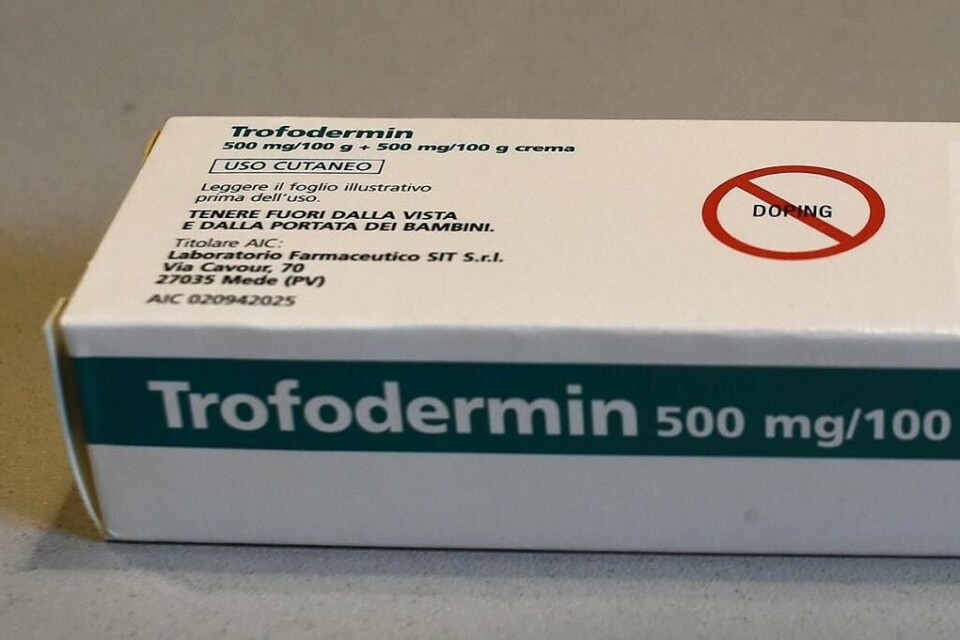 Trofodermin
500 mg/100 g + 500 mg/100 g crema
USO CUTANEO
Leggere il foglio illustrativo
prima dell'uso.
TENERE FUORI DALLA VISTA
E DALLA PORTATA DEI BAMBINI.
Titolare AIC:
Laboratorio Farmaceutico SIT S.r.l.
Via Cavour, 70
27035 Mede (PV)
AIC 020942025
DOPING
Trofodermin 500 mg/100